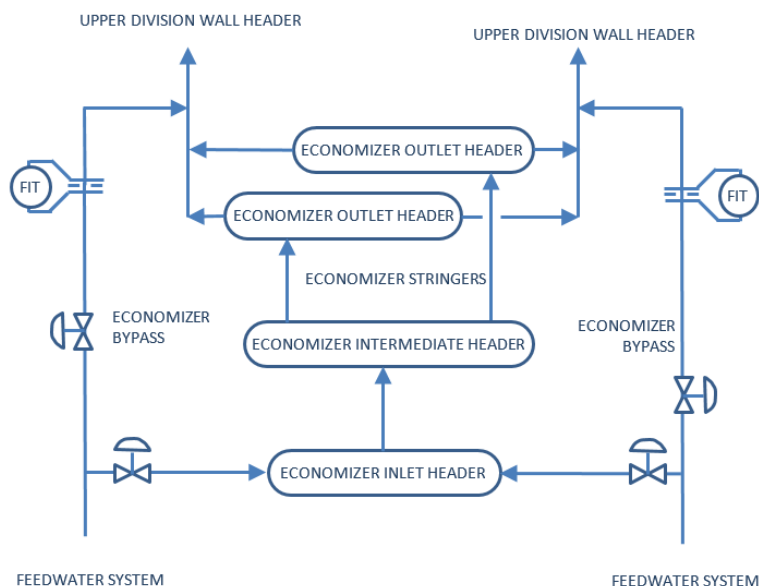 UPPER DIVISION WALL HEADER
UPPER DIVISION WALL HEADER
ECONOMIZER OUTLET HEADER
FIT
FIT
ECONOMIZER OUTLET HEADER
ECONOMIZER STRINGERS
ECONOMIZER
BYPASS
ECONOMIZER
BYPASS
ECONOMIZER INTERMEDIATE HEADER
ECONOMIZER INLET HEADER
FEEDWATER SYSTEM
FEEDWATER SYSTEM